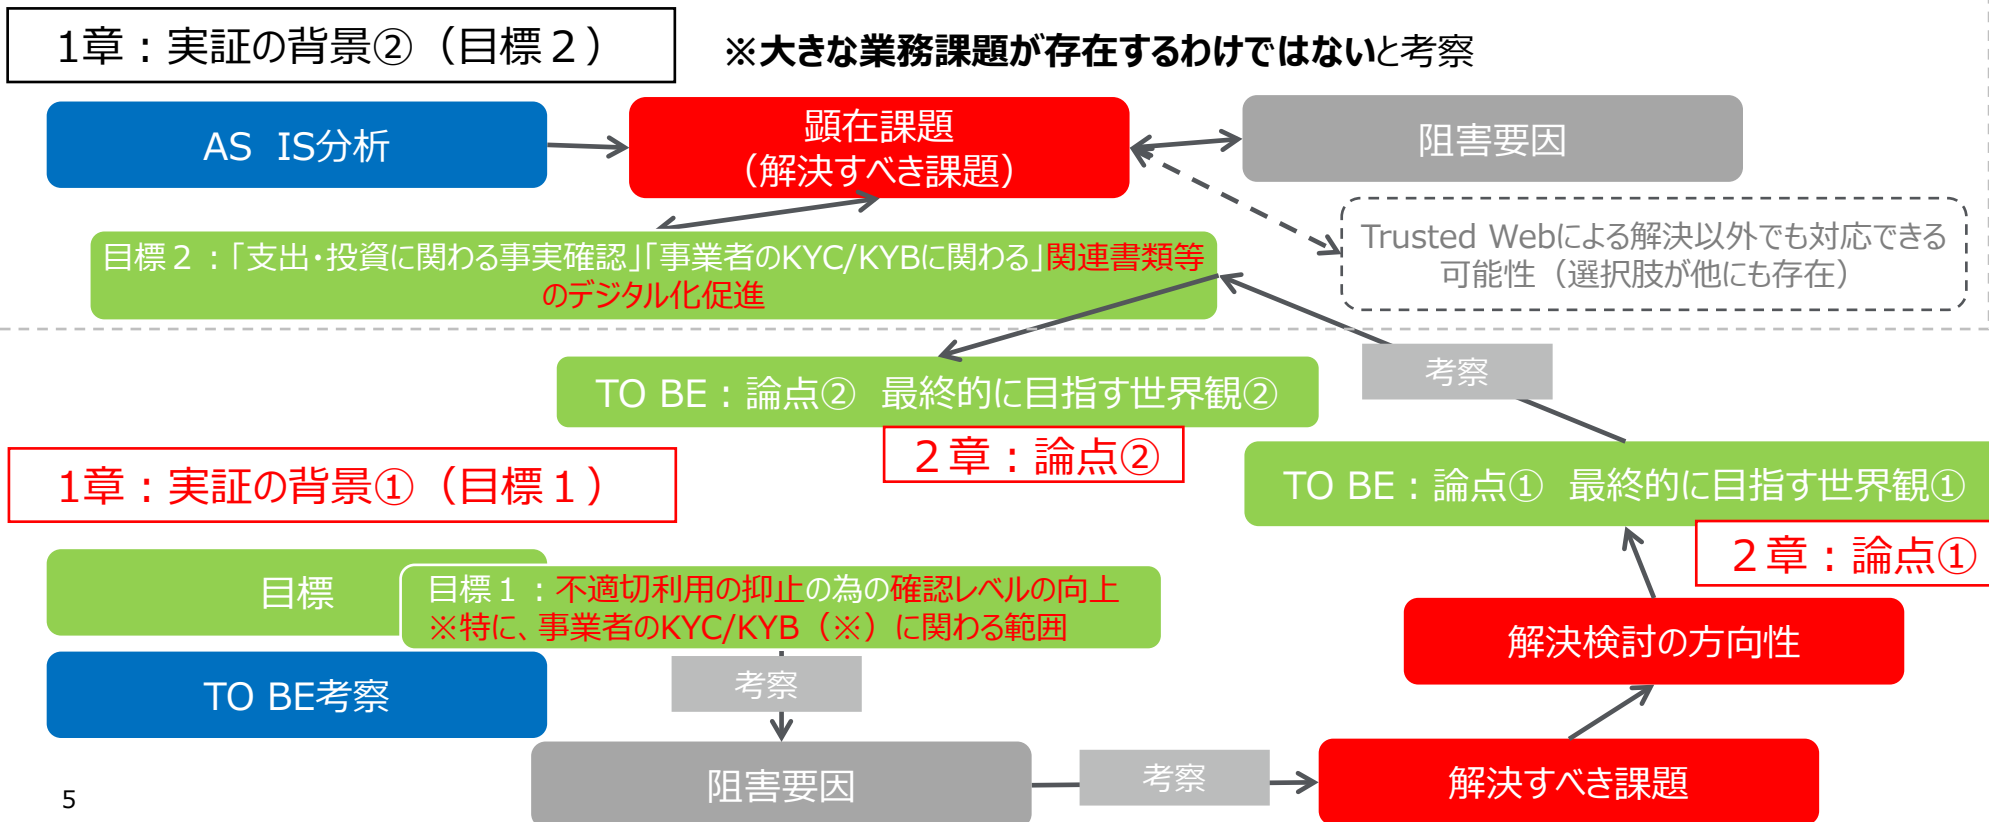 1章：実証の背景②（目標２）
※大きな業務課題が存在するわけではないと考察
AS IS分析
顕在課題
（解決すべき課題）
阻害要因
Trusted Webによる解決以外でも対応できる
可能性（選択肢が他にも存在）
目標２：「支出・投資に関わる事実確認」「事業者のKYC/KYBに関わる」関連書類等
のデジタル化促進
考察
TO BE：論点② 最終的に目指す世界観②
２章：論点②
1章：実証の背景①（目標１）
TO BE：論点① 最終的に目指す世界観①
２章：論点①
目標
目標１：不適切利用の抑止の為の確認レベルの向上
※特に、事業者のKYC/KYB（※）に関わる範囲
解決検討の方向性
TO BE考察
考察
阻害要因
考察
解決すべき課題
5